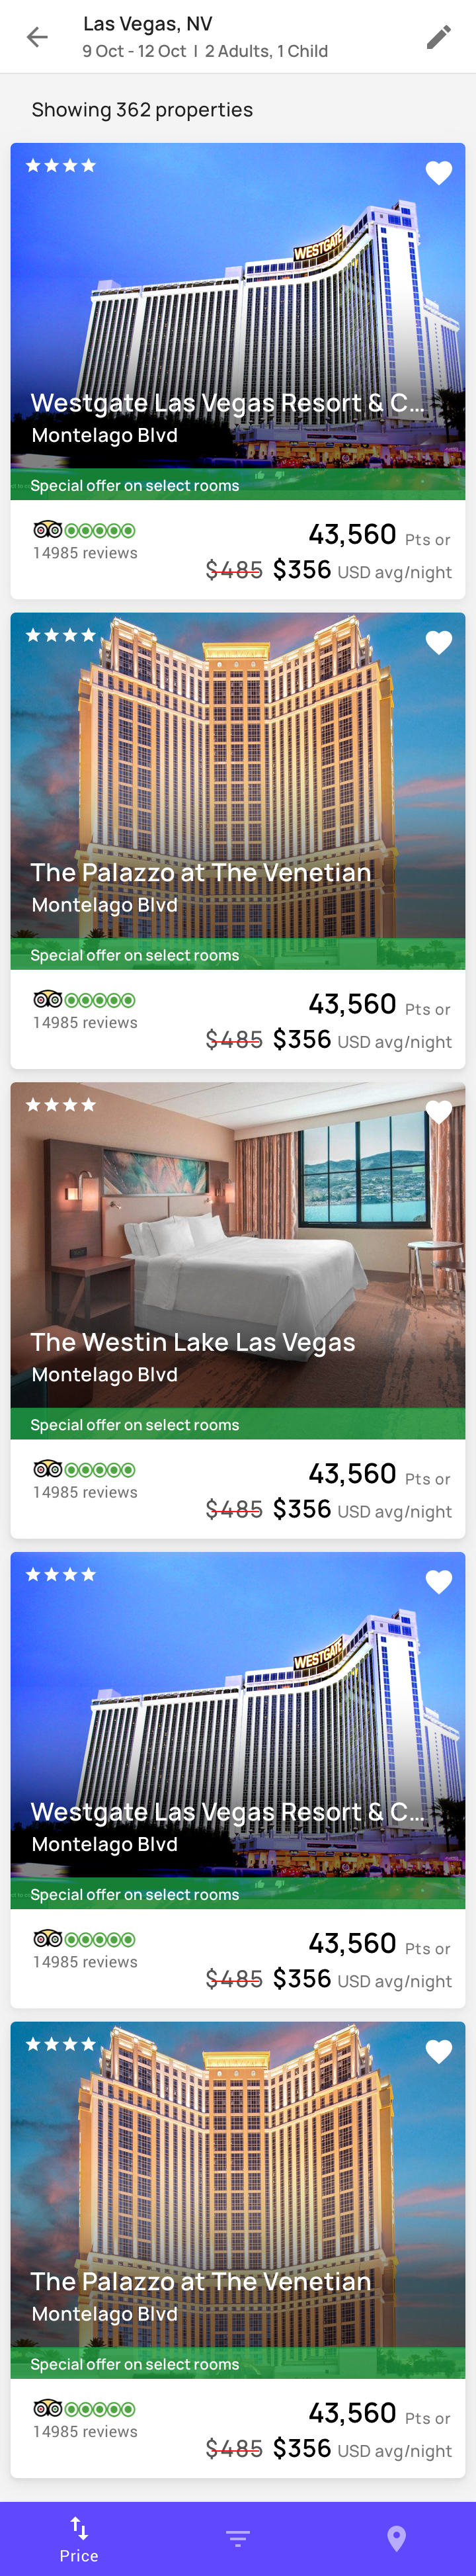 Las Vegas, NV
9 Oct - 12 Oct | 2 Adults, 1 Child
Showing 362 properties
WESTGATE
Westgate Las Vegas Resort & C...
Montelago Blvd
Special offer on select rooms
43,560 Pts or
14985 reviews
$485 $356 USD avg/night
The Palazzo at The Venetian
Montelago Blvd
Special offer on select rooms
43,560 Pts or
14985 reviews
$485 $356 USD avg/night
The Westin Lake Las Vegas
Montelago Blvd
Special offer on select rooms
43,560 Pts or
14985 reviews
$485 $356 USD avg/night
WESTGATE
Westgate Las Vegas Resort & C...
Montelago Blvd
Special offer on select rooms
43,560 Pts or
14985 reviews
$485 $356 USD avg/night
The Palazzo at The Venetian
Montelago Blvd
Special offer on select rooms
43,560 Pts or
14985 reviews
$485 $356 USD avg/night
Price